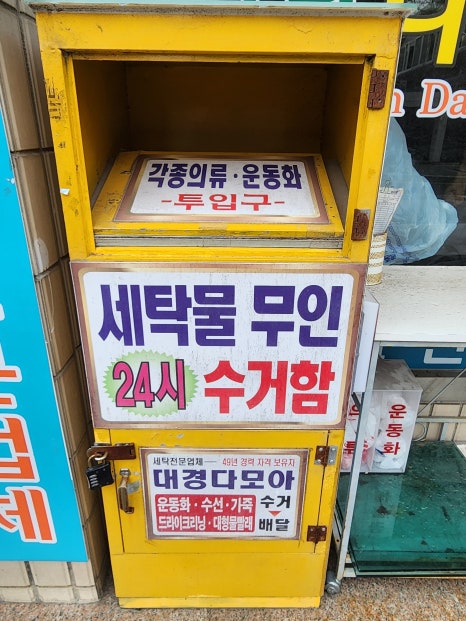 n Da
각종의류·운동화
-투입구-
세탁물 무인
24시 수거함
세탁전문업체 — 49년 경력 자격 보유자
대경다모아
운동화·수선·가죽
드라이크리닝·대형물빨래
수거
배달
운동화